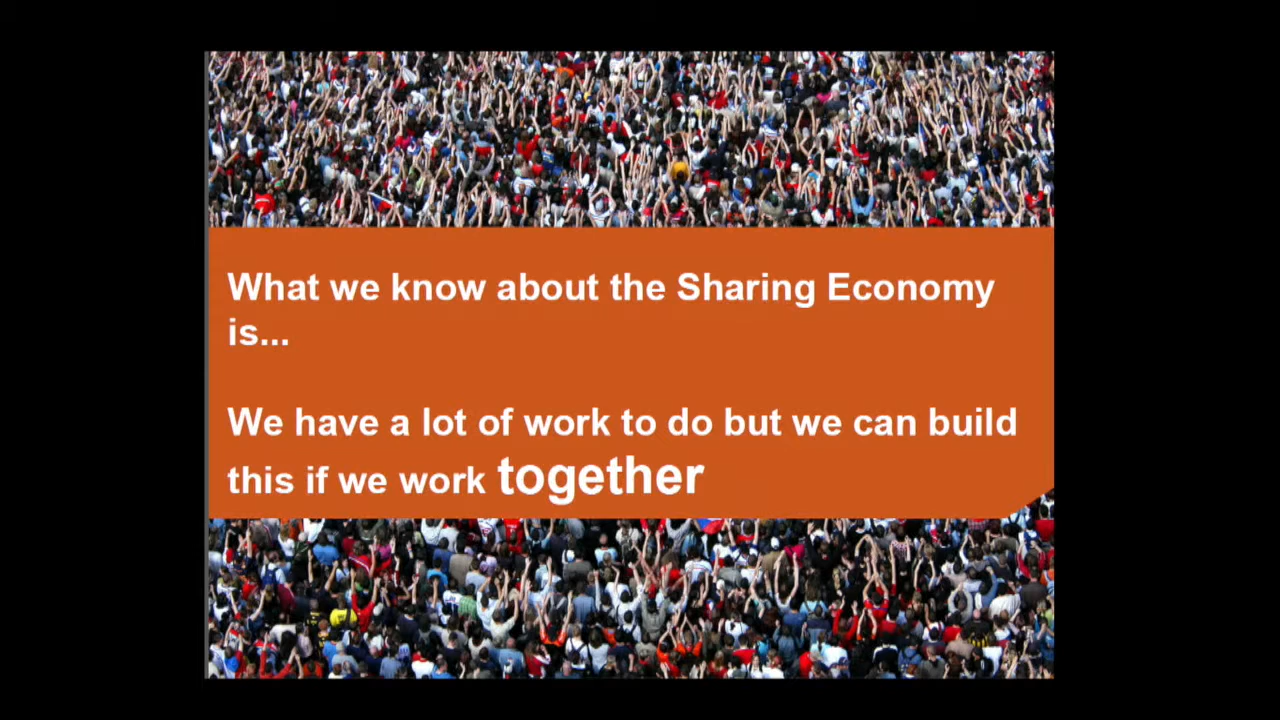 What we know about the Sharing Economy
is...
We have a lot of work to do but we can build
this if we work together